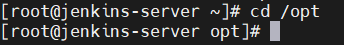 [root@jenkins-server ~]# cd /opt
[root@jenkins-server opt]#